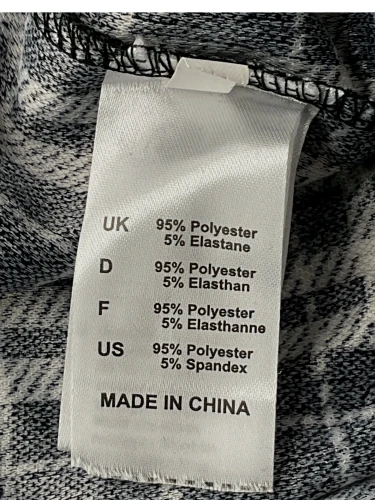 UK 95% Polyester
5% Elastane
D 95% Polyester
5% Elasthan
F 95% Polyester
5% Elasthanne
US 95% Polyester
5% Spandex
MADE IN CHINA